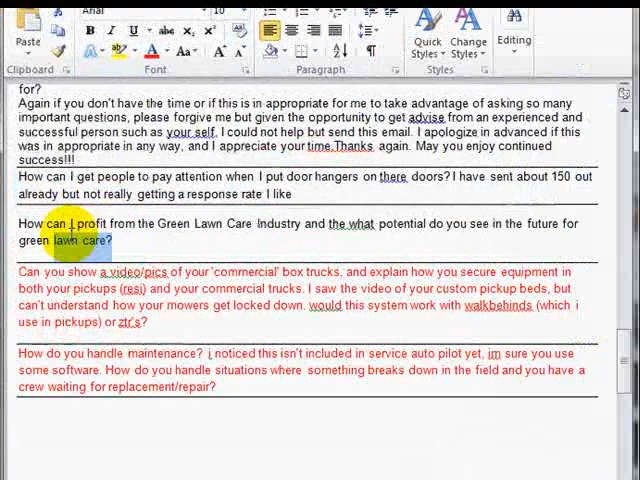 Arial
10
Paste
B I U abc x₂ x²
A ab A Aa A A
Quick Styles
Change Styles
Editing
Clipboard
Font
Paragraph
Styles
for?
Again if you don't have the time or if this is in appropriate for me to take advantage of asking so many
important questions, please forgive me but given the opportunity to get advise from an experienced and
successful person such as your self, I could not help but send this email. I apologize in advanced if this
was in appropriate in any way, and I appreciate your time.Thanks again. May you enjoy continued
success!!!
How can I get people to pay attention when I put door hangers on there doors? I have sent about 150 out
already but not really getting a response rate I like
How can I profit from the Green Lawn Care Industry and the what potential do you see in the future for
green lawn care?
Can you show a video/pics of your 'commercial' box trucks, and explain how you secure equipment in
both your pickups (resi) and your commercial trucks. I saw the video of your custom pickup beds, but
can't understand how your mowers get locked down. would this system work with walkbehinds (which i
use in pickups) or ztr's?
How do you handle maintenance? i noticed this isn't included in service auto pilot yet, im sure you use
some software. How do you handle situations where something breaks down in the field and you have a
crew waiting for replacement/repair?